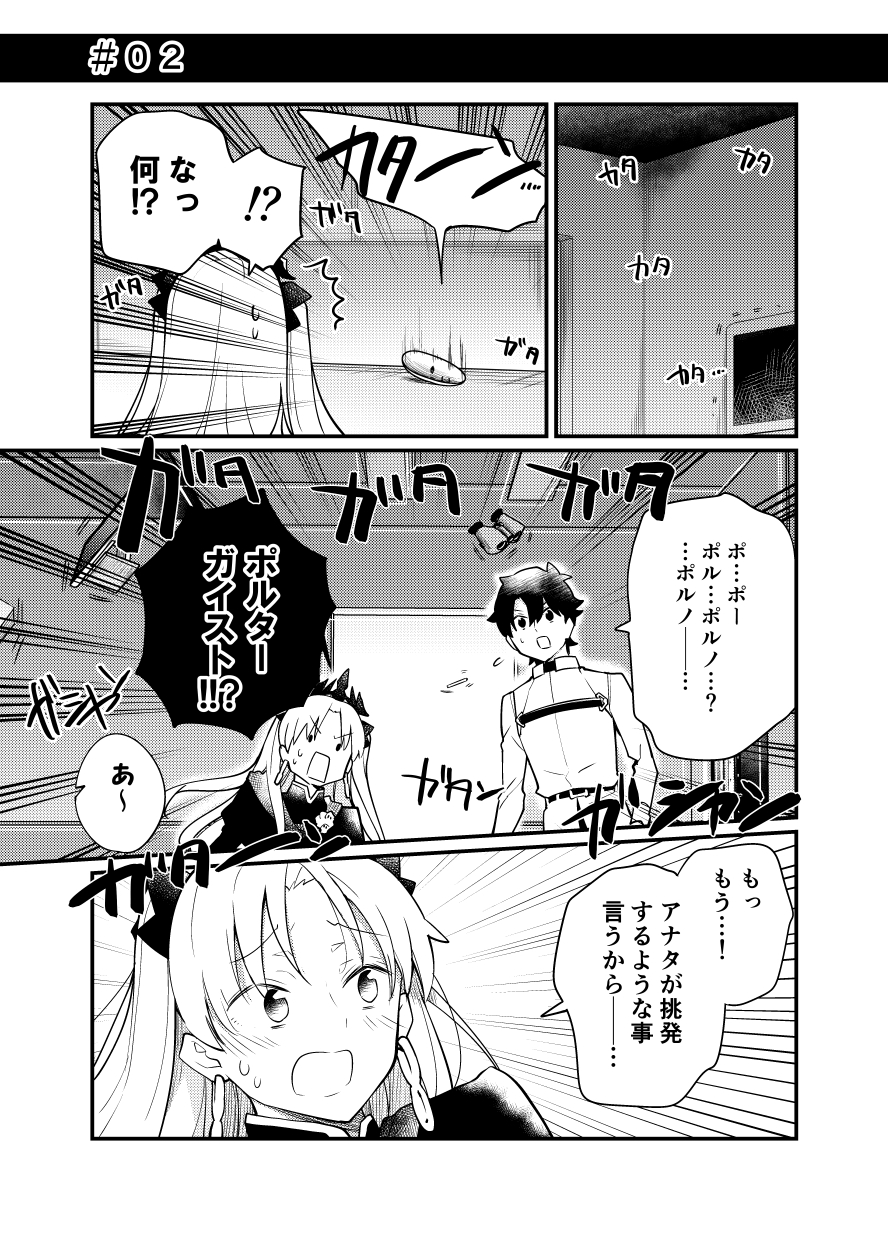 ＃０２
カタ
カタ
カタ
カタ…
カターン
…
!?
なっ
何!?
ガタ
ガタ
ガタ
ガタ
ガタ
ガタ
ポ…ポー
ポル…ポルノ…?
…ポルノ――…
ポルター
ガイスト!!?
あ～
ガシャン
ガタン
ガシャン
ガターン
もっ
もう…!
アナタが挑発
するような事
言うから――…